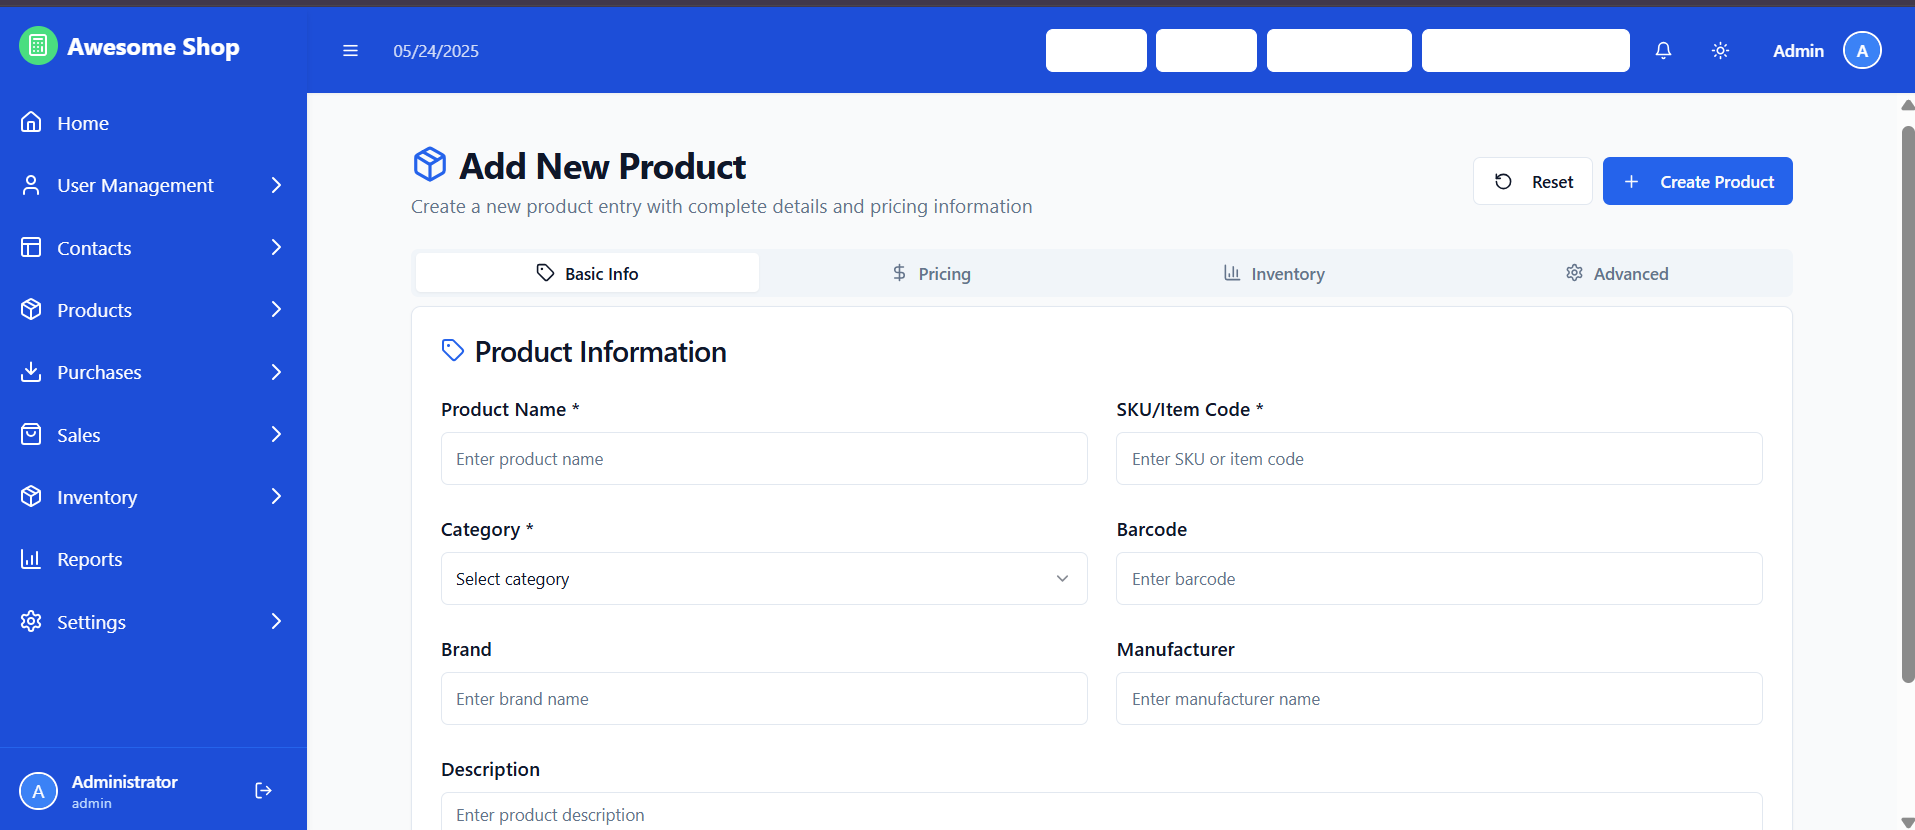 Awesome Shop
05/24/2025
Admin
A
Home
User Management
Contacts
Products
Purchases
Sales
Inventory
Reports
Settings
A
Administrator
admin
Add New Product
Create a new product entry with complete details and pricing information
Reset
Create Product
Basic Info
Pricing
Inventory
Advanced
Product Information
Product Name *
SKU/Item Code *
Enter product name
Enter SKU or item code
Category *
Barcode
Select category
Enter barcode
Brand
Manufacturer
Enter brand name
Enter manufacturer name
Description
Enter product description